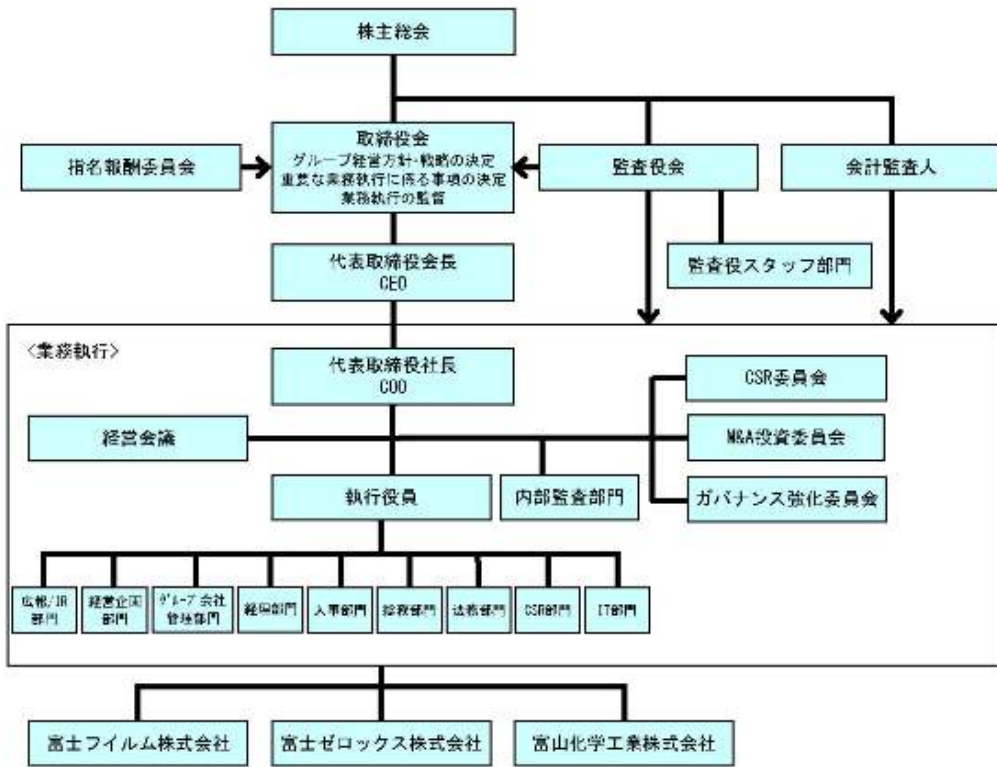 株主総会
取締役会
グループ経営方針・戦略の決定
重要な業務執行に係る事項の決定
業務執行の監督
指名報酬委員会
監査役会
会計監査人
監査役スタッフ部門
代表取締役会長
CEO
<業務執行>
代表取締役社長
COO
CSR委員会
経営会議
M&A投資委員会
執行役員
内部監査部門
ガバナンス強化委員会
広報/IR
部門
経営企画
部門
グループ会社
管理部門
経理部門
人事部門
総務部門
法務部門
CSR部門
IT部門
富士フイルム株式会社
富士ゼロックス株式会社
富山化学工業株式会社